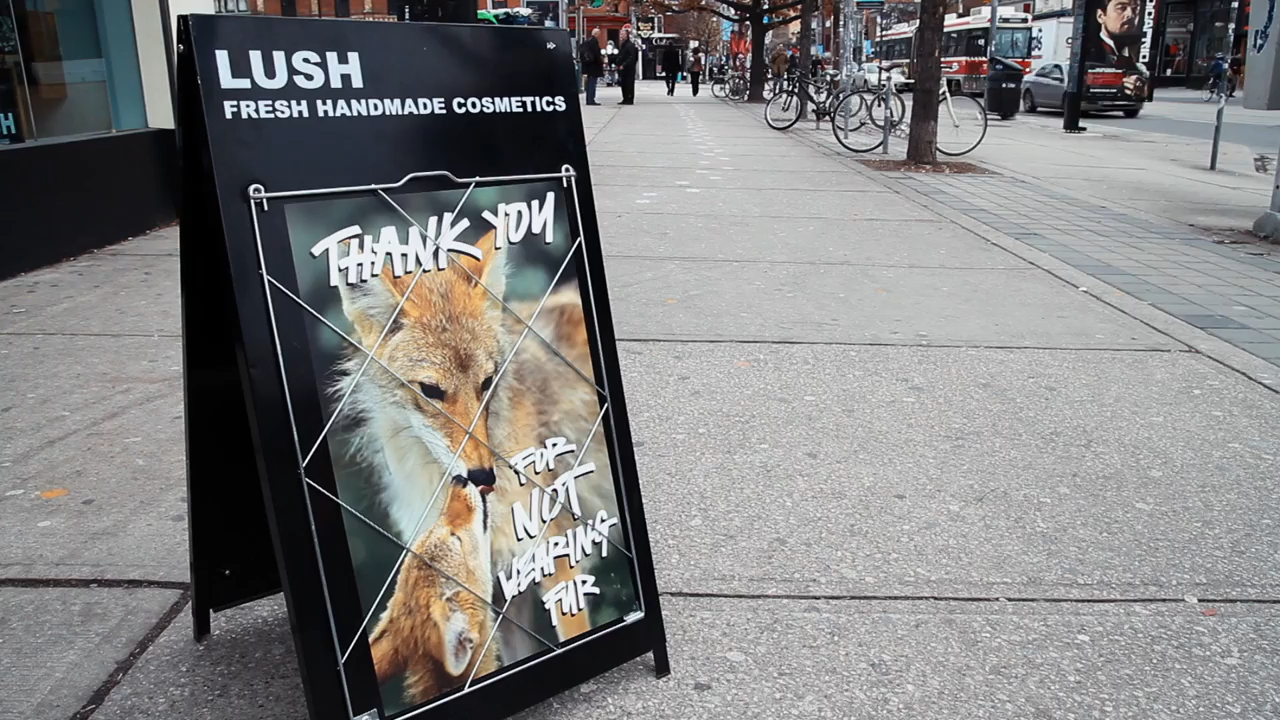 LUSH
FRESH HANDMADE COSMETICS
THANK YOU
FOR
NOT
WEARING
FUR